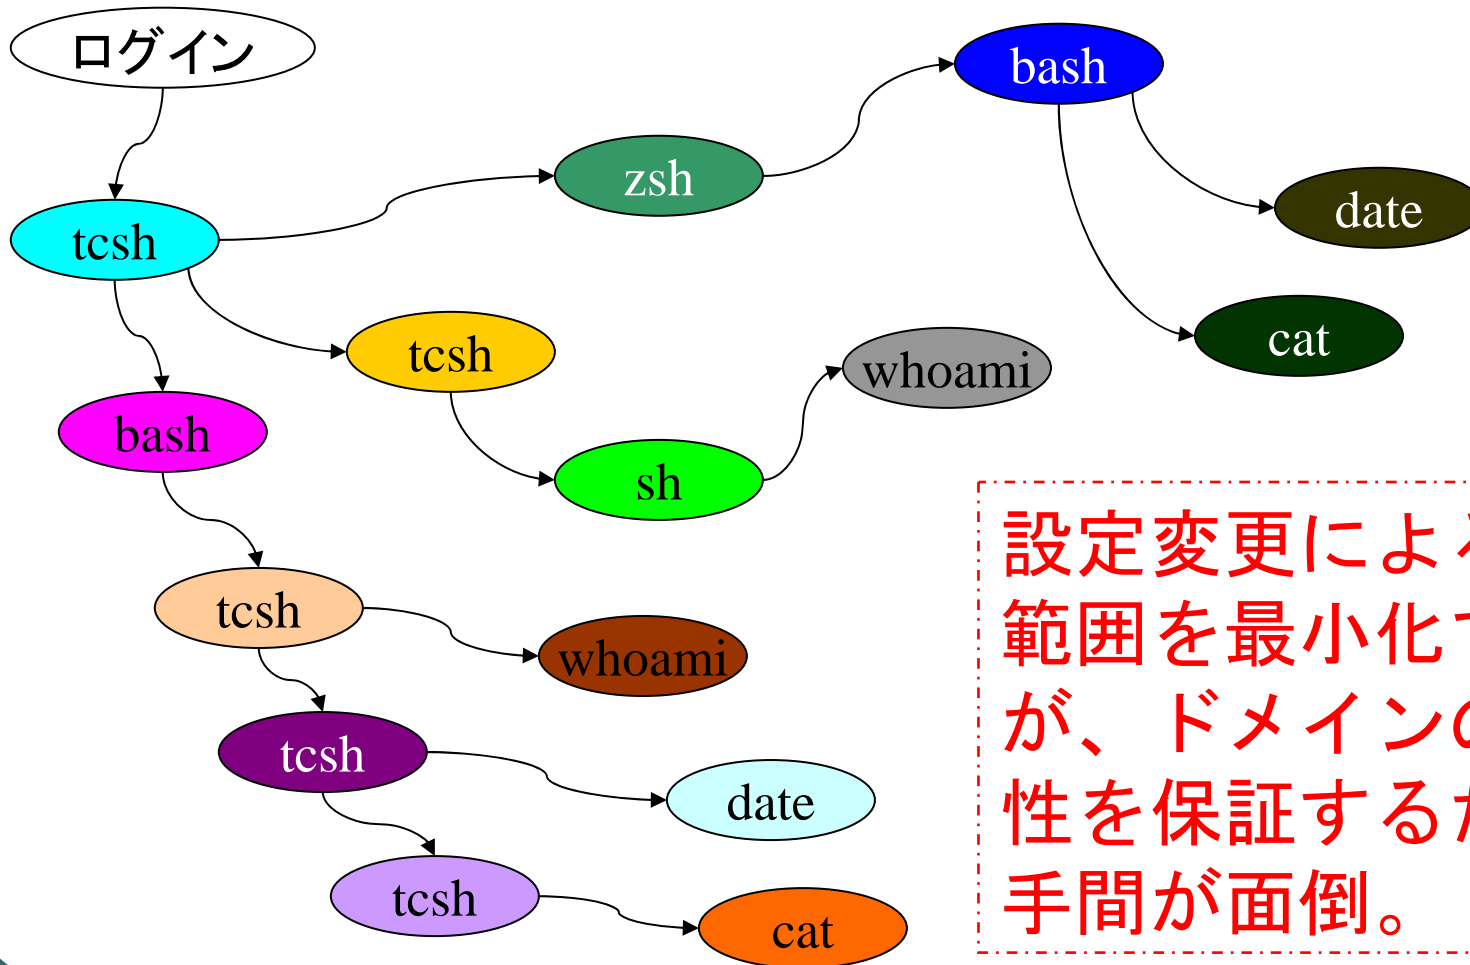 ログイン
bash
zsh
date
tcsh
tcsh
cat
whoami
bash
sh
tcsh
whoami
tcsh
date
tcsh
cat
設定変更によ
範囲を最小化
が、ドメイン
性を保証する
手間が面倒。